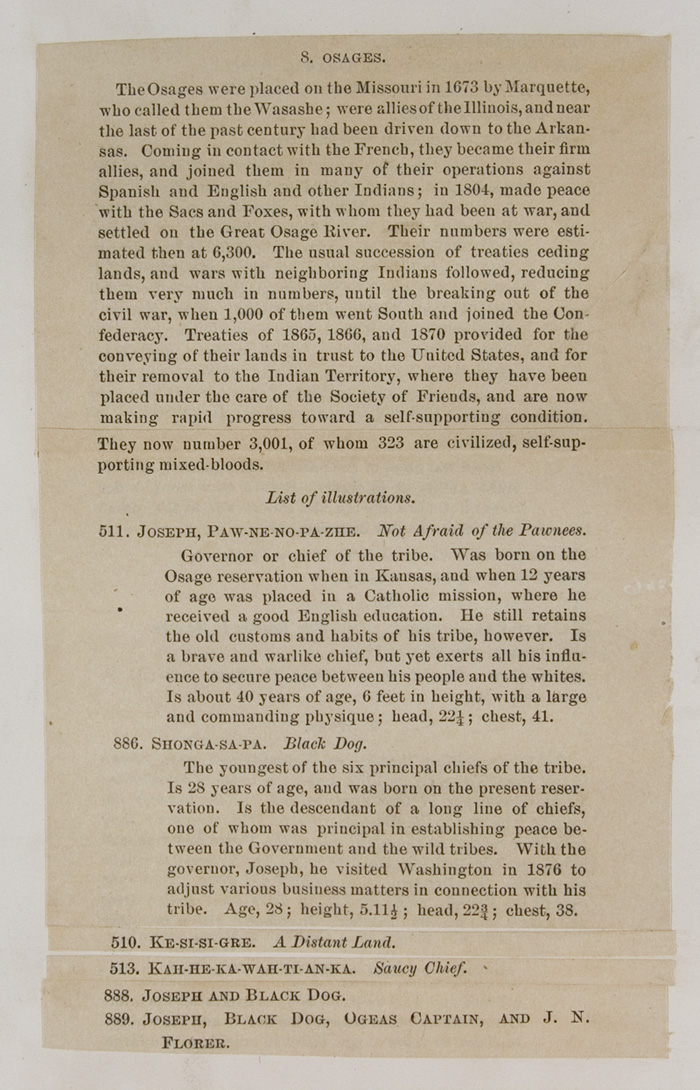 8. OSAGES.
The Osages were placed on the Missouri in 1673 by Marquette,
who called them the Wasashe; were allies of the Illinois, and near
the last of the past century had been driven down to the Arkan-
sas. Coming in contact with the French, they became their firm
allies, and joined them in many of their operations against
Spanish and English and other Indians; in 1804, made peace
with the Sacs and Foxes, with whom they had been at war, and
settled on the Great Osage River. Their numbers were esti-
mated then at 6,300. The usual succession of treaties ceding
lands, and wars with neighboring Indians followed, reducing
them very much in numbers, until the breaking out of the
civil war, when 1,000 of them went South and joined the Con-
federacy. Treaties of 1865, 1866, and 1870 provided for the
conveying of their lands in trust to the United States, and for
their removal to the Indian Territory, where they have been
placed under the care of the Society of Friends, and are now
making rapid progress toward a self-supporting condition.
They now number 3,001, of whom 323 are civilized, self-sup-
porting mixed-bloods.
List of illustrations.
511. JOSEPH, PAW-NE-NO-PA-ZHE. Not Afraid of the Pawnees.
Governor or chief of the tribe. Was born on the
Osage reservation when in Kansas, and when 12 years
of age was placed in a Catholic mission, where he
received a good English education. He still retains
the old customs and habits of his tribe, however. Is
a brave and warlike chief, but yet exerts all his influ-
ence to secure peace between his people and the whites.
Is about 40 years of age, 6 feet in height, with a large
and commanding physique; head, 22¼; chest, 41.
886. SHONGA-SA-PA. Black Dog.
The youngest of the six principal chiefs of the tribe.
Is 28 years of age, and was born on the present reser-
vation. Is the descendant of a long line of chiefs,
one of whom was principal in establishing peace be-
tween the Government and the wild tribes. With the
governor, Joseph, he visited Washington in 1876 to
adjust various business matters in connection with his
tribe. Age, 28; height, 5.11½; head, 22¾; chest, 38.
510. KE-SI-SI-GRE. A Distant Land.
513. KAH-HE-KA-WAH-TI-AN-KA. Saucy Chief.
888. JOSEPH AND BLACK DOG.
889. JOSEPH, BLACK DOG, OGEAS CAPTAIN, AND J. N.
FLORER.